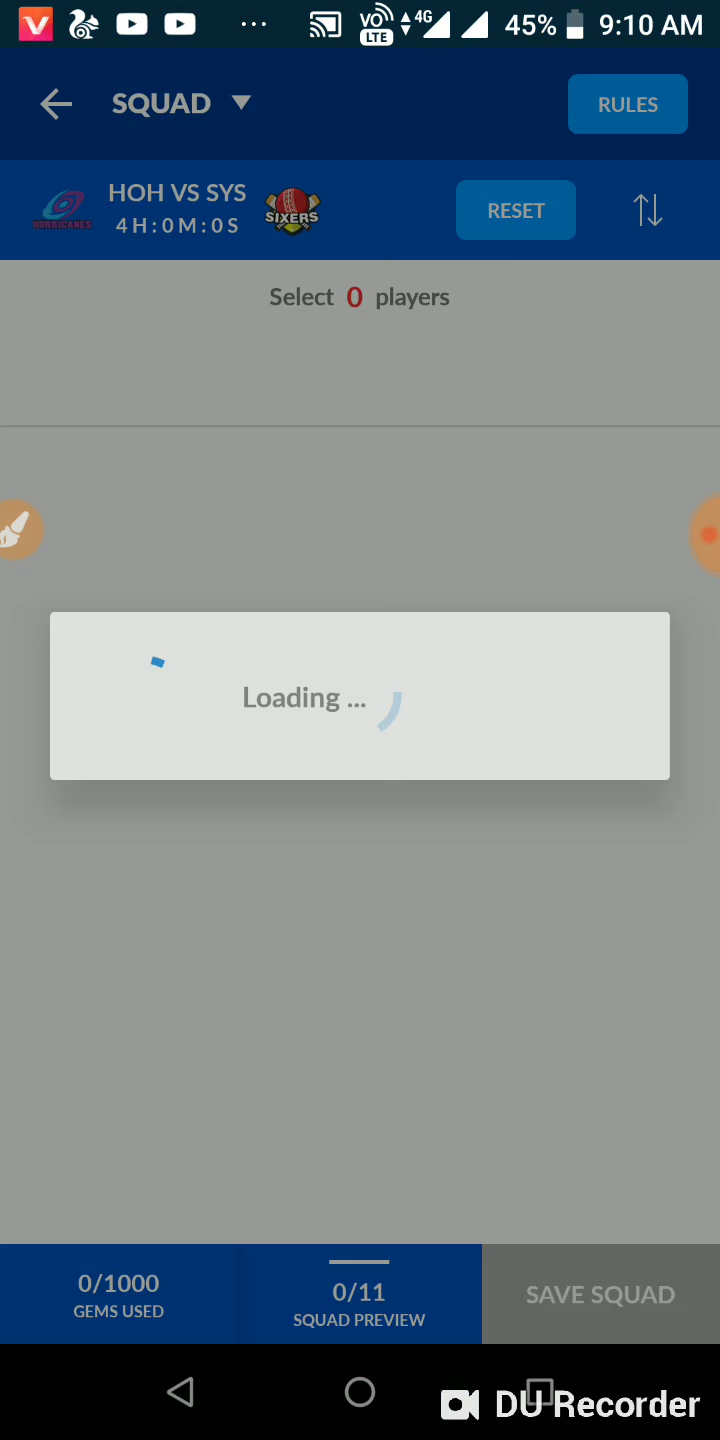 VO
LTE
4G
45%
9:10 AM
SQUAD
RULES
HURRICANES
HOH VS SYS
4H:0M:0S
SIXERS
RESET
Select 0 players
Loading ...
0/1000
GEMS USED
0/11
SQUAD PREVIEW
SAVE SQUAD
DU Recorder